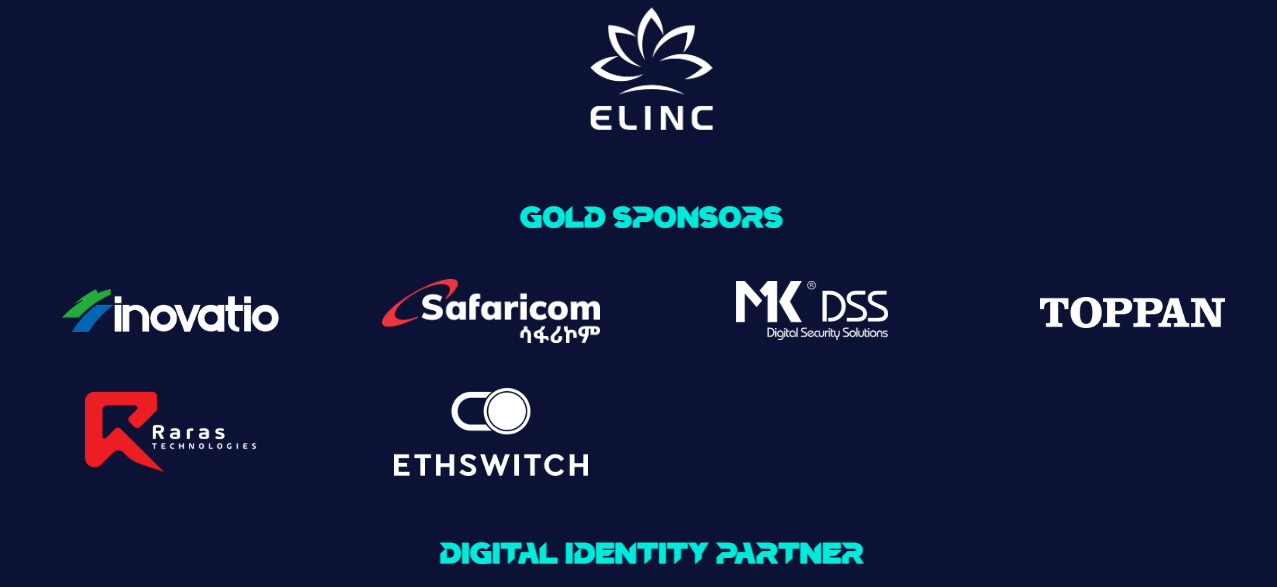 ELINC
GOLD SPONSORS
inovatio
Safaricom
ሳፋሪኮም
MK® DSS
Digital Security Solutions
TOPPAN
Raras
TECHNOLOGIES
ETHSWITCH
DIGITAL IDENTITY PARTNER